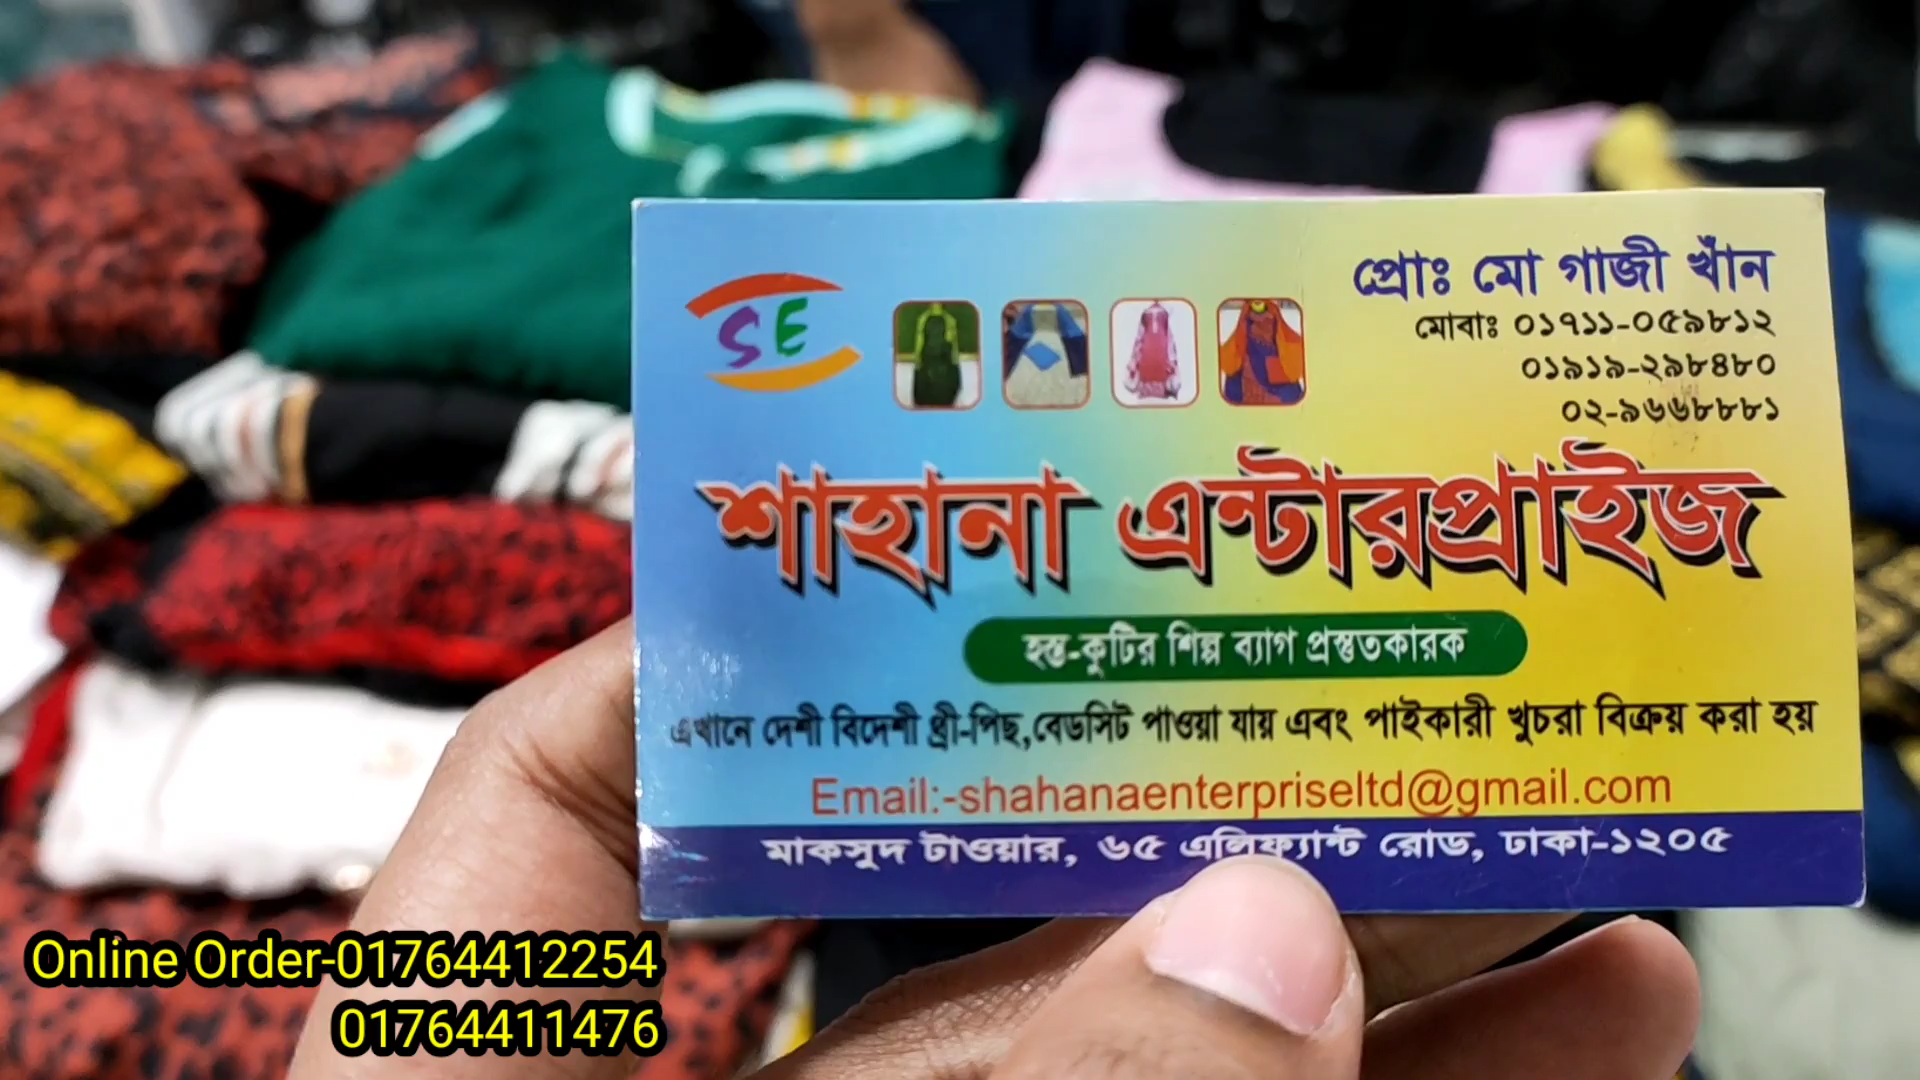 SE
প্রোঃ মো গাজী খাঁন
মোবাঃ ০১৭১১-০৫৯৮১২
০১৯১৯-২৯৮৪৮০
০২-৯৬৬৮৮৮১
শাহানা এন্টারপ্রাইজ
হস্ত-কুটির শিল্প ব্যাগ প্রস্তুতকারক
এখানে দেশী বিদেশী থ্রী-পিছ,বেডসিট পাওয়া যায় এবং পাইকারী খুচরা বিক্রয় করা হয়
Email:-shahanaenterpriseltd@gmail.com
মাকসুদ টাওয়ার, ৬৫ এলিফ্যান্ট রোড, ঢাকা-১২০৫
Online Order-01764412254
01764411476